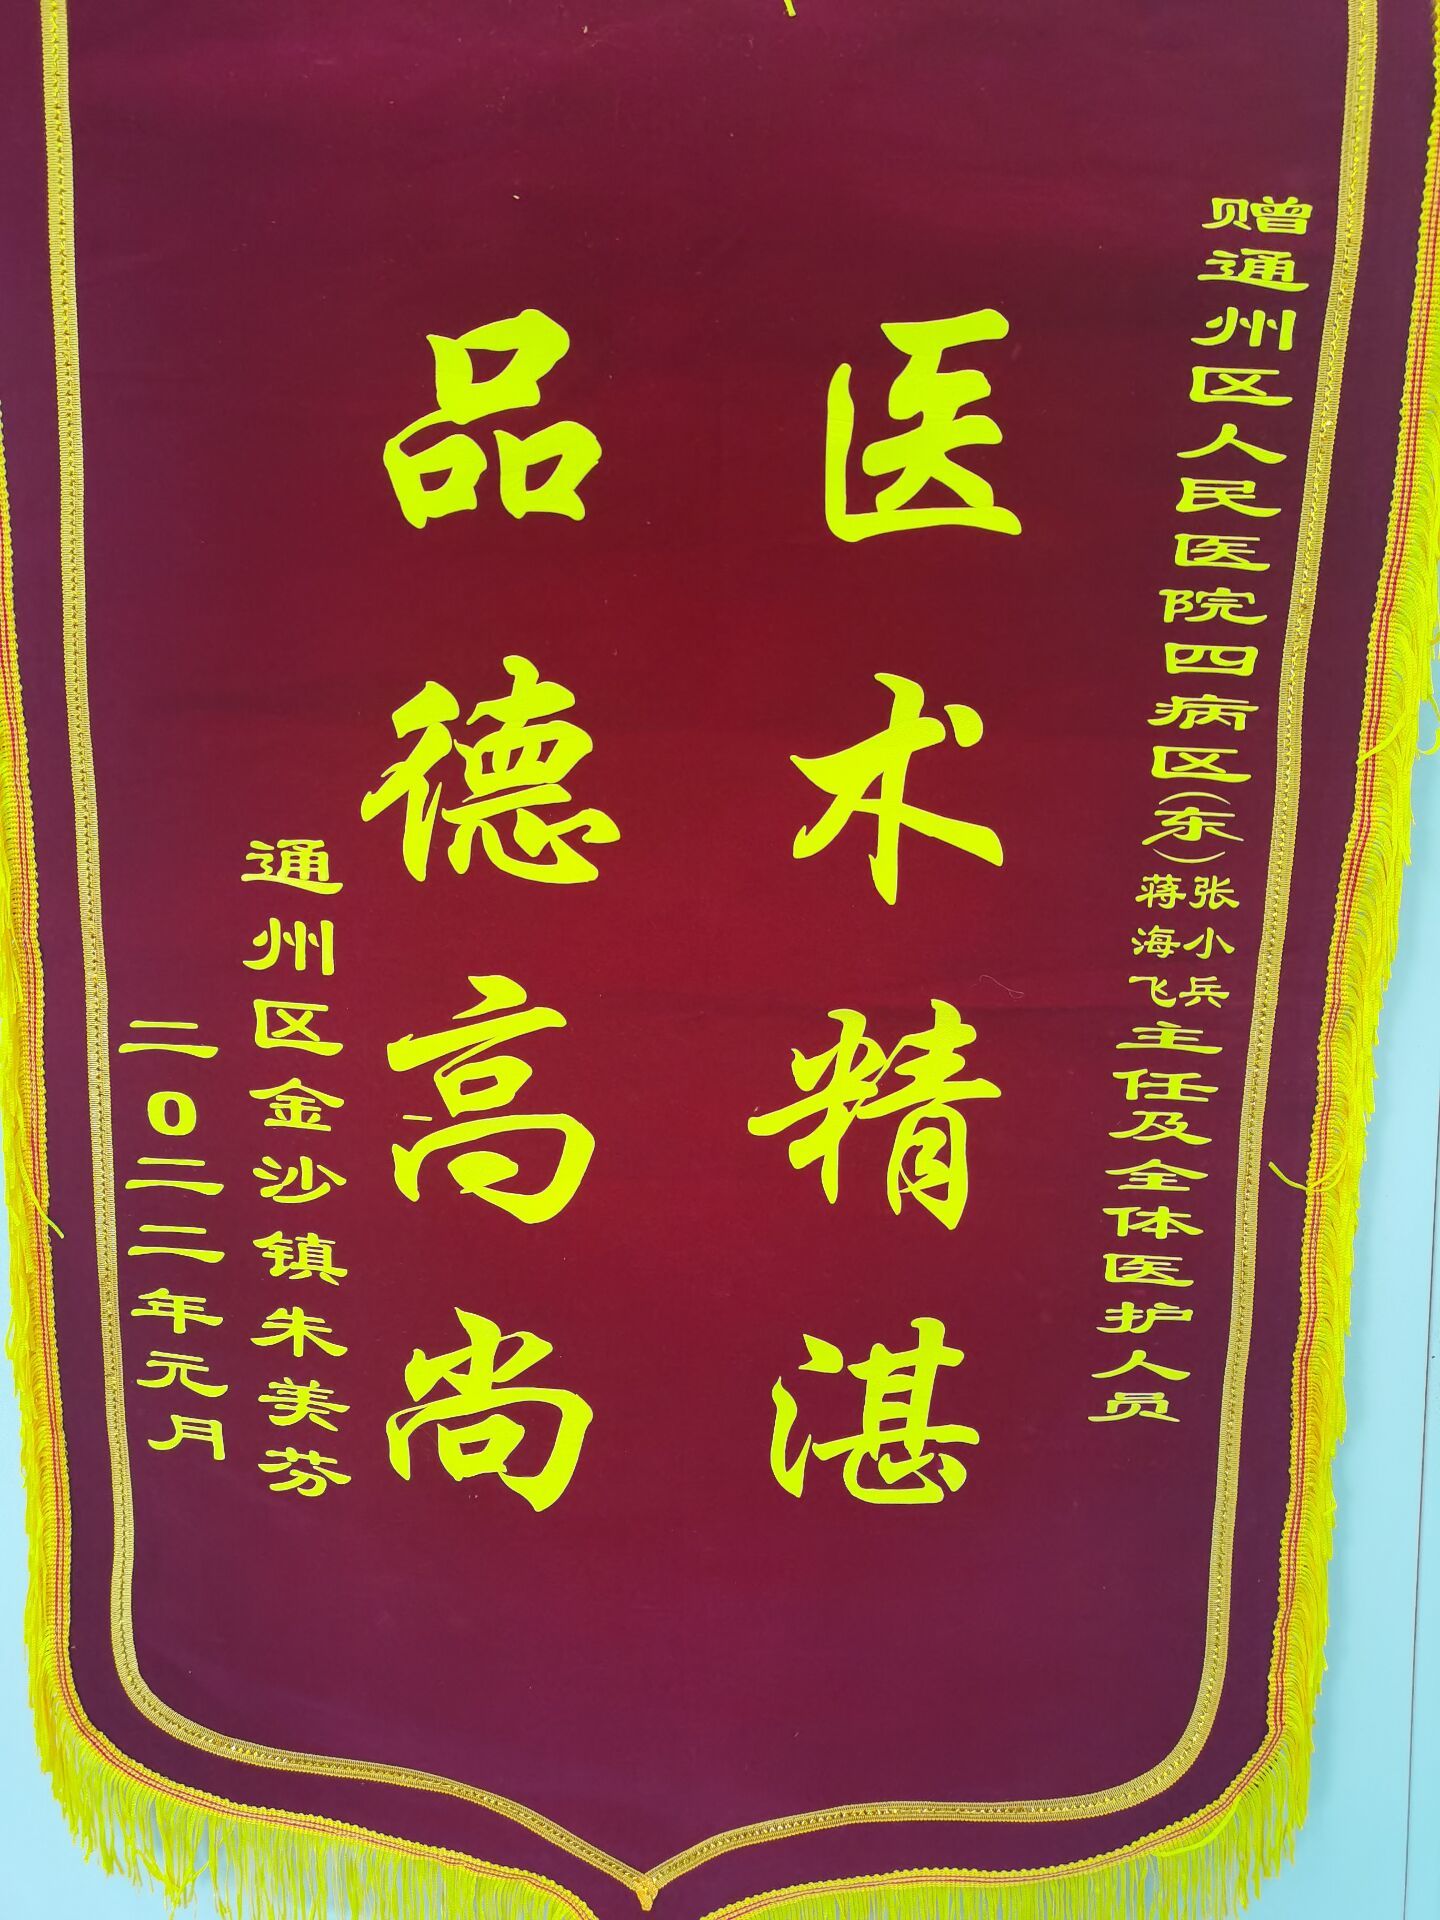 赠通州区人民医院四病区(东)张小兵蒋海飞主任及全体医护人员
医术精湛
品德高尚
通州区金沙镇朱美芬
二0二二年元月